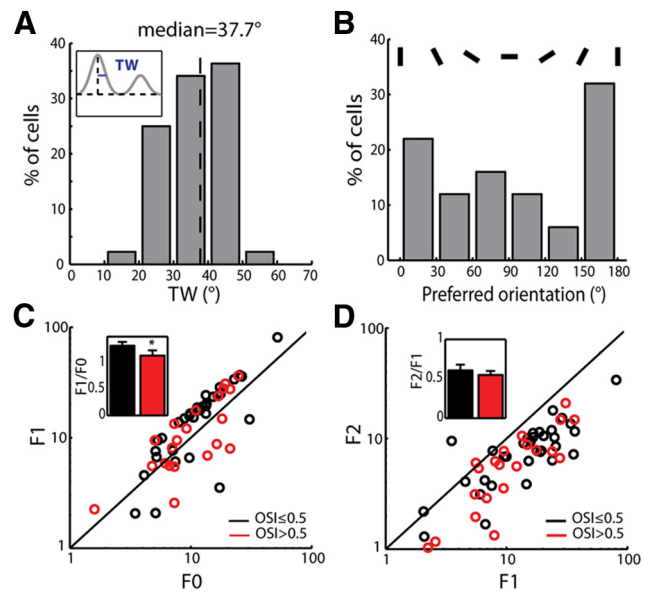 A
median=37.7°
40
30
20
10
0
% of cells
TW
0 10 20 30 40 50 60 70
TW (°)
B
40
30
20
10
0
% of cells
0 30 60 90 120 150 180
Preferred orientation (°)
C
100
10
1
F1
F1/F0
1
0.5
0
*
OSI≤0.5
OSI>0.5
1 10 100
F0
D
100
10
1
F2
F2/F1
1
0.5
0
OSI≤0.5
OSI>0.5
1 10 100
F1